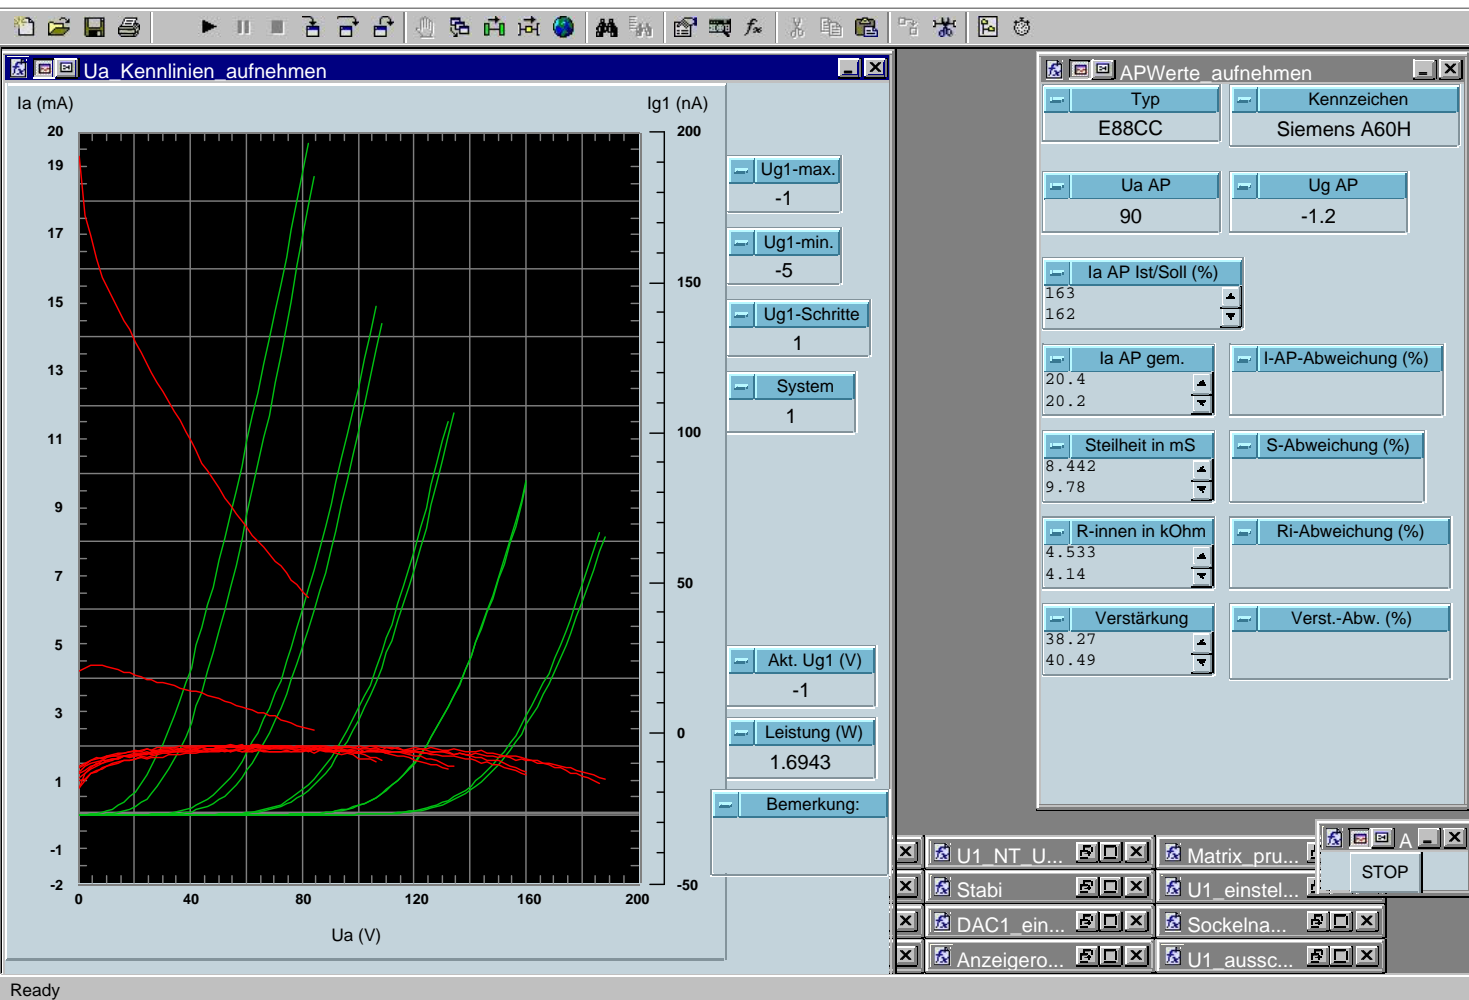 Ua_Kennlinien_aufnehmen
Ia (mA)
Ig1 (nA)
20
19
17
15
13
11
9
7
5
3
1
-1
-2
200
150
100
50
0
-50
0
40
80
120
160
200
Ua (V)
Ug1-max.
-1
Ug1-min.
-5
Ug1-Schritte
1
System
1
Akt. Ug1 (V)
-1
Leistung (W)
1.6943
Bemerkung:
APWerte_aufnehmen
Typ
E88CC
Kennzeichen
Siemens A60H
Ua AP
90
Ug AP
-1.2
Ia AP Ist/Soll (%)
163
162
Ia AP gem.
20.4
20.2
I-AP-Abweichung (%)
Steilheit in mS
8.442
9.78
S-Abweichung (%)
R-innen in kOhm
4.533
4.14
Ri-Abweichung (%)
Verstärkung
38.27
40.49
Verst.-Abw. (%)
A
STOP
U1_NT_U...
Matrix_pru...
Stabi
U1_einstel...
DAC1_ein...
Sockelna...
Anzeigero...
U1_aussc...
Ready